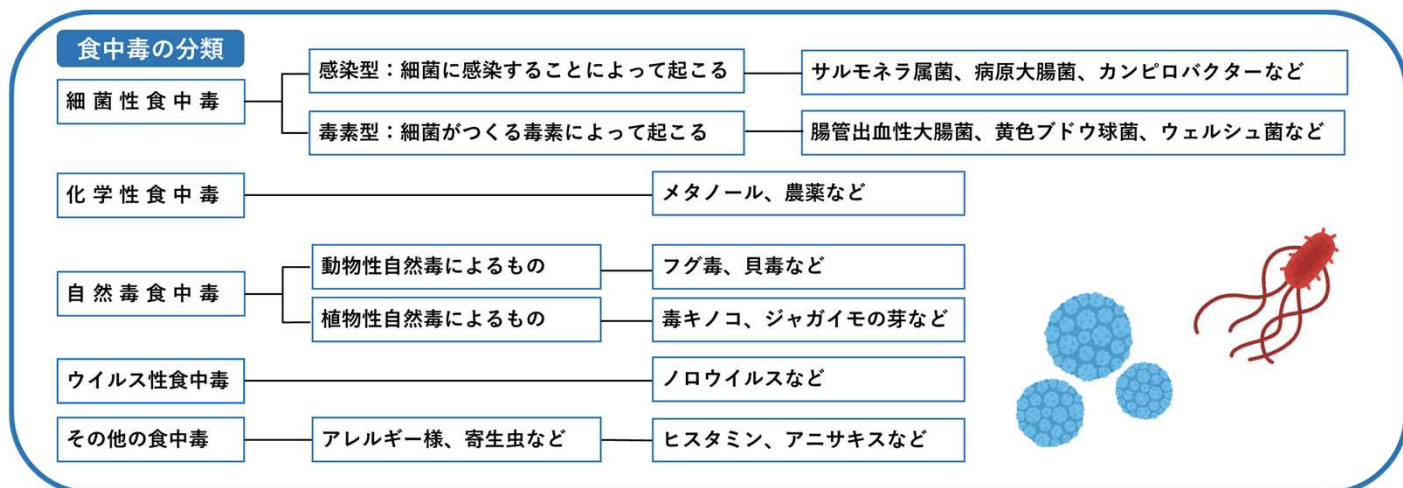 食中毒の分類
細菌性食中毒
感染型：細菌に感染することによって起こる
サルモネラ属菌、病原大腸菌、カンピロバクターなど
毒素型：細菌がつくる毒素によって起こる
腸管出血性大腸菌、黄色ブドウ球菌、ウェルシュ菌など
化学性食中毒
メタノール、農薬など
自然毒食中毒
動物性自然毒によるもの
フグ毒、貝毒など
植物性自然毒によるもの
毒キノコ、ジャガイモの芽など
ウイルス性食中毒
ノロウイルスなど
その他の食中毒
アレルギー様、寄生虫など
ヒスタミン、アニサキスなど